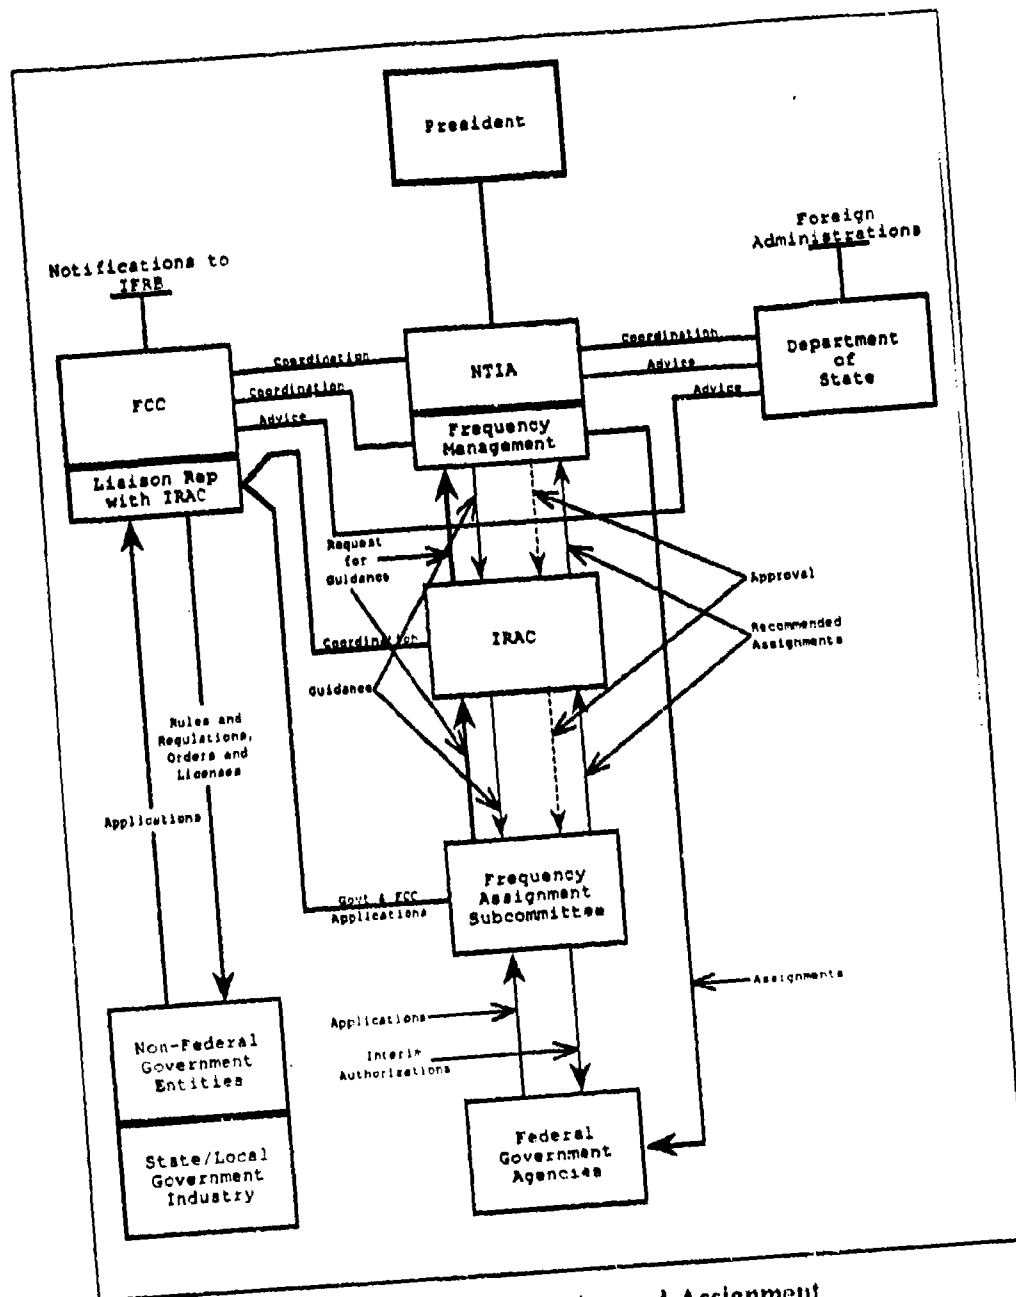 President
Foreign
Administrations
Notifications to
IFRB
Coordination
Coordination
Advice
FCC
Liaison Rep
with IRAC
NTIA
Frequency
Management
Coordination
Advice
Advice
Department
of
State
Request
for
Guidance
Approval
IRAC
Coordination
Recommended
Assignments
Guidance
Rules and
Regulations,
Orders and
Licenses
Applications
Frequency
Assignment
Subcommittee
Govt & FCC
Applications
Assignments
Applications
Interim
Authorizations
Non-Federal
Government
Entities
State/Local
Government
Industry
Federal
Government
Agencies
Assignment